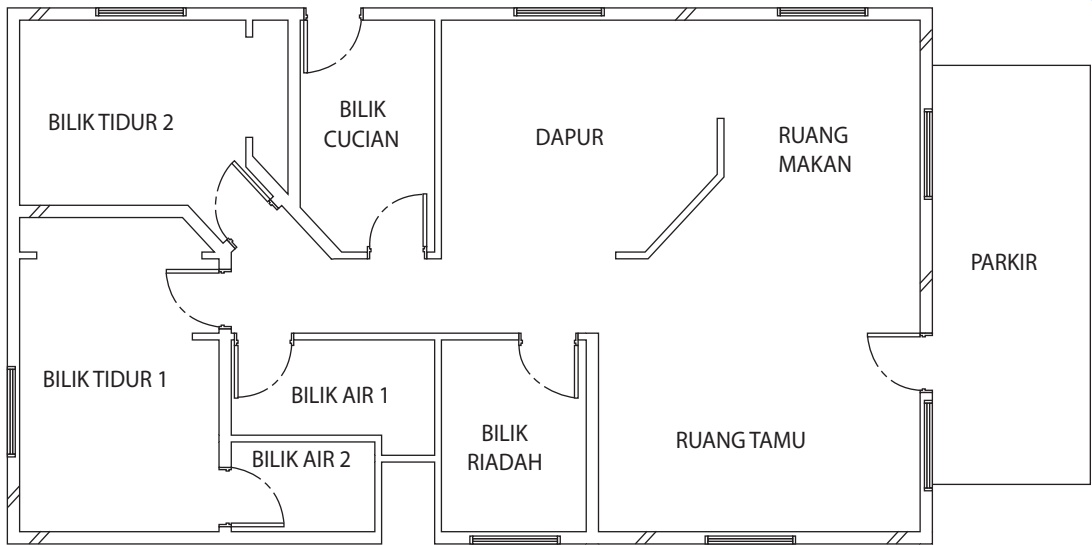 BILIK TIDUR 2
BILIK
CUCIAN
DAPUR
RUANG
MAKAN
PARKIR
BILIK TIDUR 1
BILIK AIR 1
BILIK AIR 2
BILIK
RIADAH
RUANG TAMU